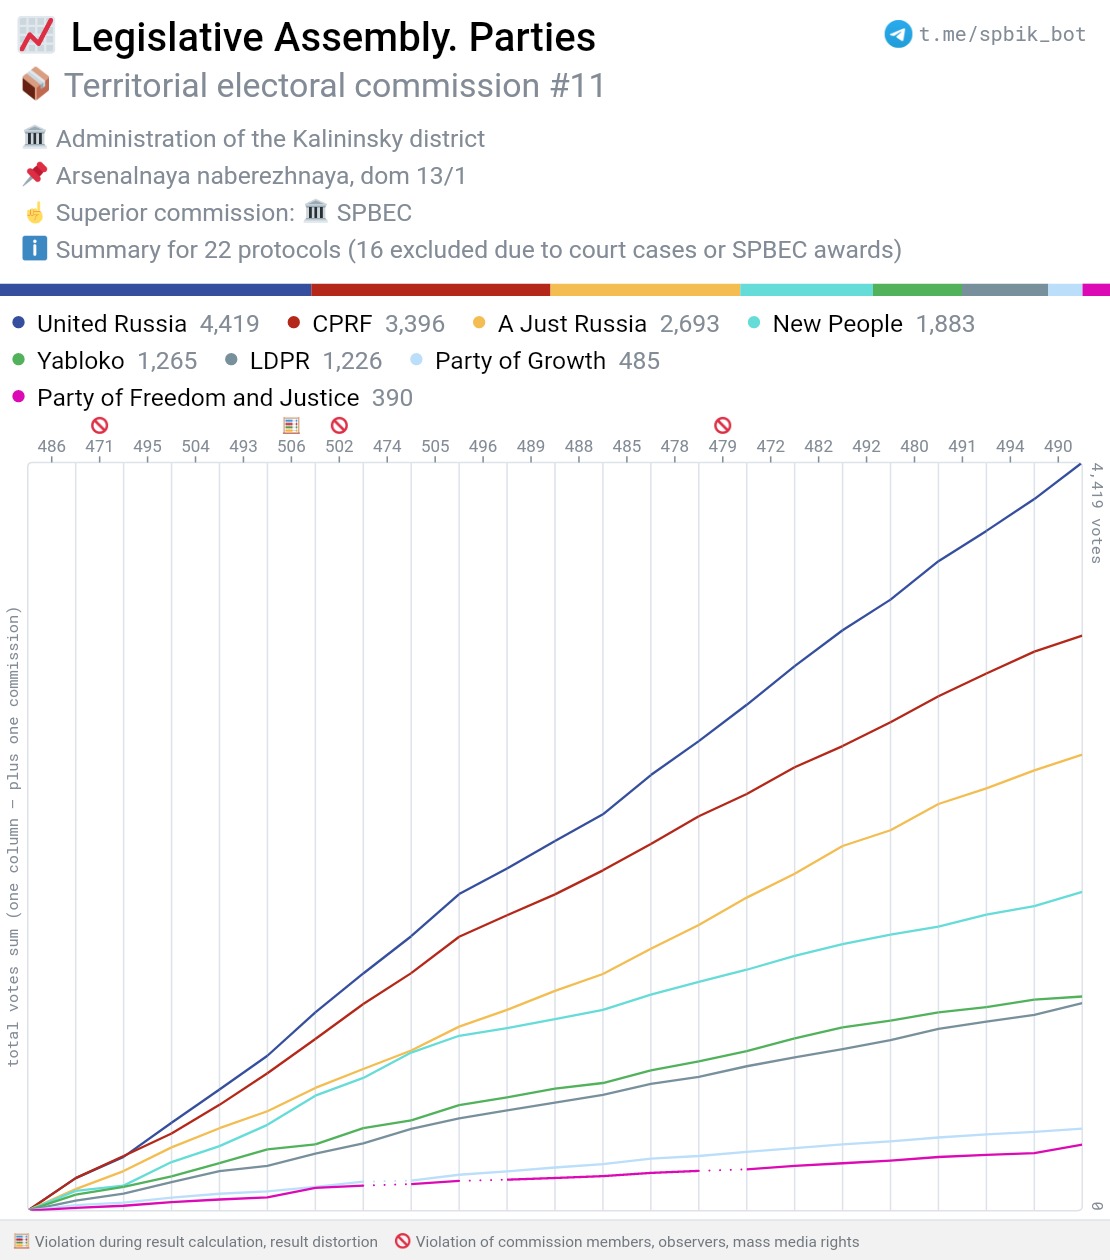 Legislative Assembly. Parties
t.me/spbik_bot
Territorial electoral commission #11
Administration of the Kalininsky district
Arsenalnaya naberezhnaya, dom 13/1
Superior commission: SPBEC
Summary for 22 protocols (16 excluded due to court cases or SPBEC awards)
United Russia 4,419 CPRF 3,396 A Just Russia 2,693 New People 1,883
Yabloko 1,265 LDPR 1,226 Party of Growth 485
Party of Freedom and Justice 390
486 471 495 504 493 506 502 474 505 496 489 488 485 478 479 472 482 492 480 491 494 490
4,419 votes
total votes sum (one column – plus one commission)
0
Violation during result calculation, result distortion Violation of commission members, observers, mass media rights